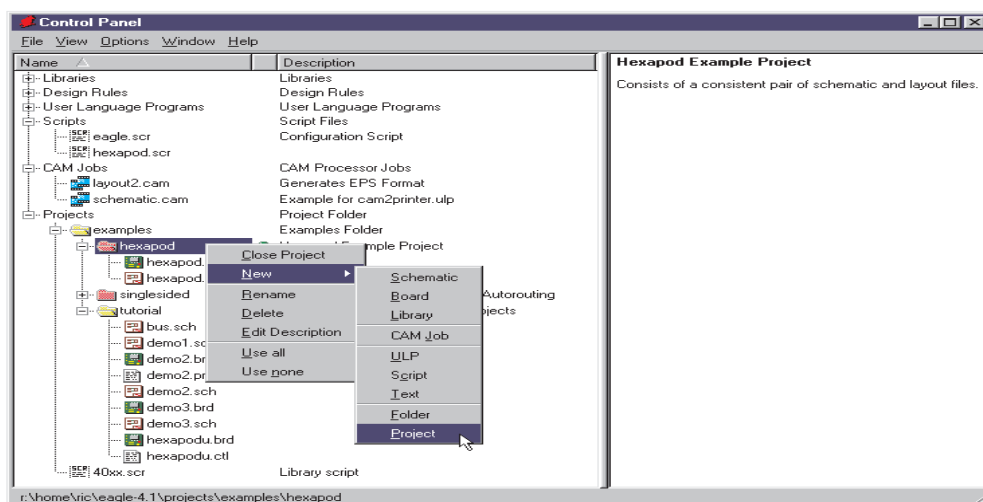 Control Panel
File View Options Window Help
Name Description
Libraries Libraries
Design Rules Design Rules
User Language Programs User Language Programs
Scripts Script Files
eagle.scr Configuration Script
hexapod.scr
CAM Jobs CAM Processor Jobs
layout2.cam Generates EPS Format
schematic.cam Example for cam2printer.ulp
Projects Project Folder
examples Examples Folder
hexapod mple Project
hexapod.
hexapod.
singlesided Autorouting
tutorial jects
bus.sch
demo1.sc
demo2.br
demo2.pr
demo2.sch
demo3.brd
demo3.sch
hexapodu.brd
hexapodu.ctl
40xx.scr Library script
Close Project
New
Rename
Delete
Edit Description
Use all
Use none
Schematic
Board
Library
CAM Job
ULP
Script
Text
Folder
Project
Hexapod Example Project
Consists of a consistent pair of schematic and layout files.
r:\home\ric\eagle-4.1\projects\examples\hexapod